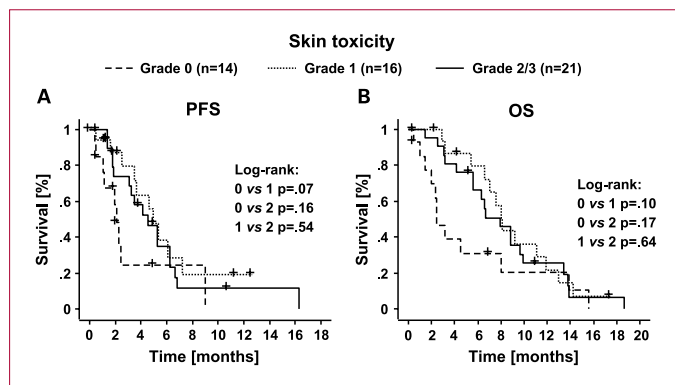 Skin toxicity
Grade 0 (n=14) Grade 1 (n=16) Grade 2/3 (n=21)
A
PFS
Survival [%]
1
.8
.6
.4
.2
0
Log-rank:
0 vs 1 p=.07
0 vs 2 p=.16
1 vs 2 p=.54
0 2 4 6 8 10 12 14 16 18
Time [months]
B
OS
Survival [%]
1
.8
.6
.4
.2
0
Log-rank:
0 vs 1 p=.10
0 vs 2 p=.17
1 vs 2 p=.64
0 2 4 6 8 10 12 14 16 18 20
Time [months]